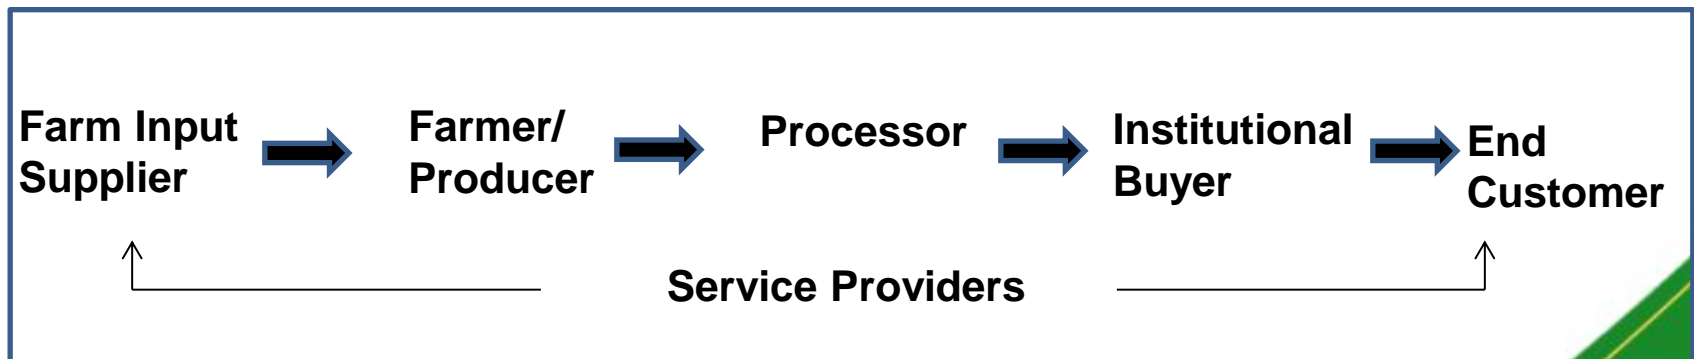 Farm Input
Supplier
Farmer/
Producer
Processor
Institutional
Buyer
End
Customer
Service Providers